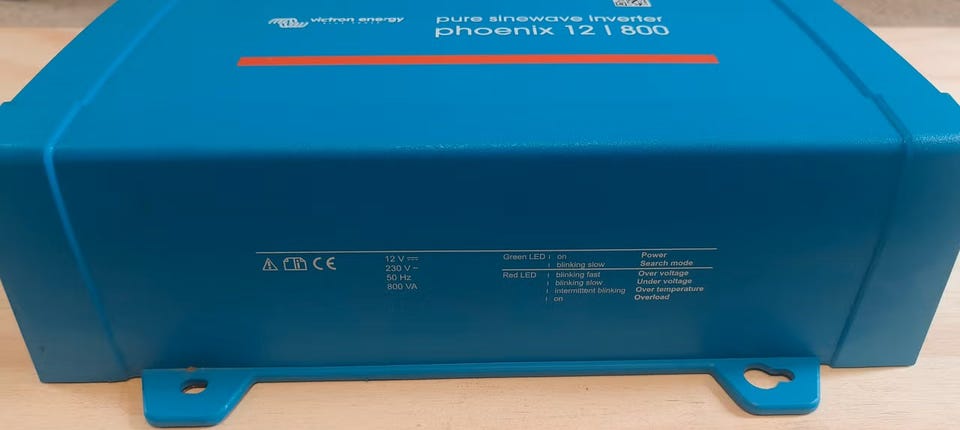 victron energy
pure sinewave inverter
phoenix 12 | 800
CE
12 V ⎓
230 V ~
50 Hz
800 VA
Green LED : on Power
: blinking slow Search mode
Red LED : blinking fast Over voltage
: blinking slow Under voltage
: intermittent blinking Over temperature
: on Overload